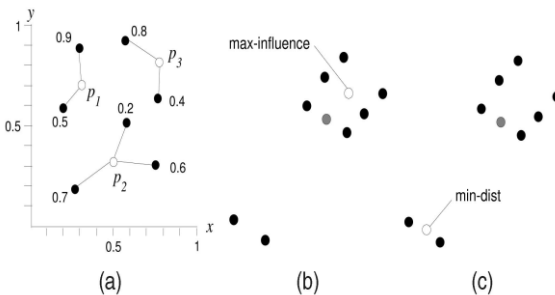 y
1
0.9
0.8
p3
max-influence
p1
0.5
0.4
0.5
0.2
0.6
p2
0.7
min-dist
x
0.5
1
(a)
(b)
(c)